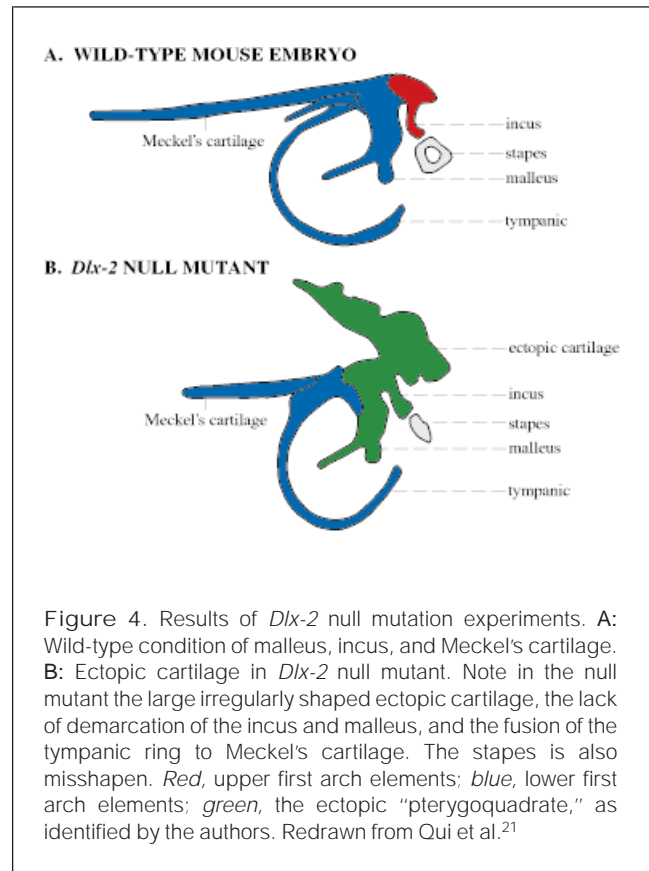 A. WILD-TYPE MOUSE EMBRYO
Meckel's cartilage
incus
stapes
malleus
tympanic
B. Dlx-2 NULL MUTANT
ectopic cartilage
incus
Meckel's cartilage
stapes
malleus
tympanic
Figure 4. Results of Dlx-2 null mutation experiments. A:
Wild-type condition of malleus, incus, and Meckel's cartilage.
B: Ectopic cartilage in Dlx-2 null mutant. Note in the null
mutant the large irregularly shaped ectopic cartilage, the lack
of demarcation of the incus and malleus, and the fusion of the
tympanic ring to Meckel's cartilage. The stapes is also
misshapen. Red, upper first arch elements; blue, lower first
arch elements; green, the ectopic "pterygoquadrate," as
identified by the authors. Redrawn from Qui et al.21